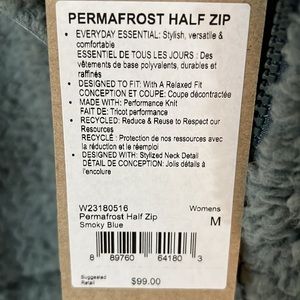 PERMAFROST HALF ZIP
• EVERYDAY ESSENTIAL: Stylish, versatile &
comfortable
ESSENTIEL DE TOUS LES JOURS : Des
vêtements de base polyvalents, durables et
raffinés
• DESIGNED TO FIT: With A Relaxed Fit
CONCEPTION ET COUPE: Coupe décontractée
• MADE WITH: Performance Knit
FAIT DE: Tricot performance
• RECYCLED: Reduce & Reuse to Respect our
Resources
RECYCLÉ : Protection de nos ressources avec
la réduction et le réemploi
• DESIGNED WITH: Stylized Neck Detail
DÉTAIL DE CONCEPTION: Jolis détails à
l'encolure
W23180516 Womens
Permafrost Half Zip M
Smoky Blue
8 89760 64180 3
Suggested
Retail $99.00